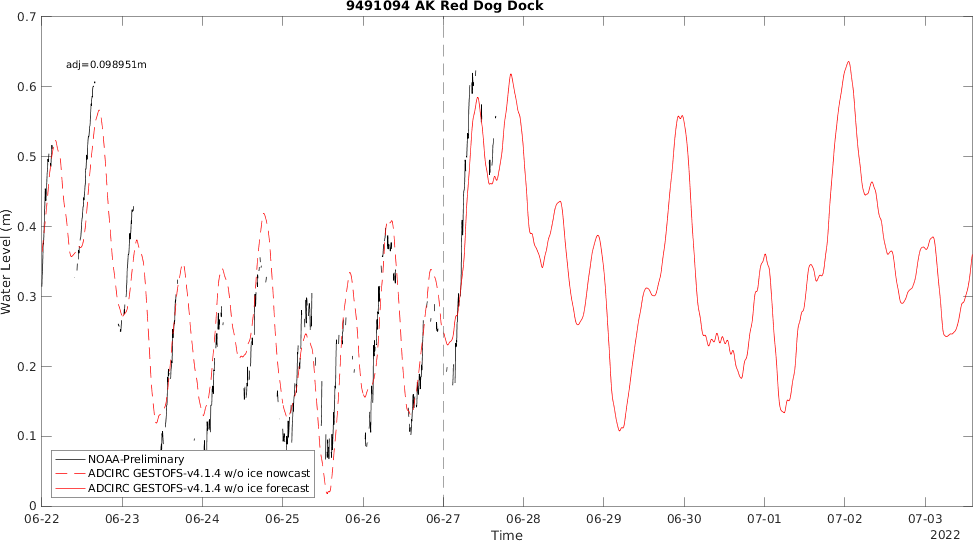 9491094 AK Red Dog Dock
0.7
adj=0.098951m
0.6
0.5
0.4
Water Level (m)
0.3
0.2
0.1
NOAA-Preliminary
ADCIRC GESTOFS-v4.1.4 w/o ice nowcast
ADCIRC GESTOFS-v4.1.4 w/o ice forecast
0
06-22 06-23 06-24 06-25 06-26 06-27 06-28 06-29 06-30 07-01 07-02 07-03
Time 2022